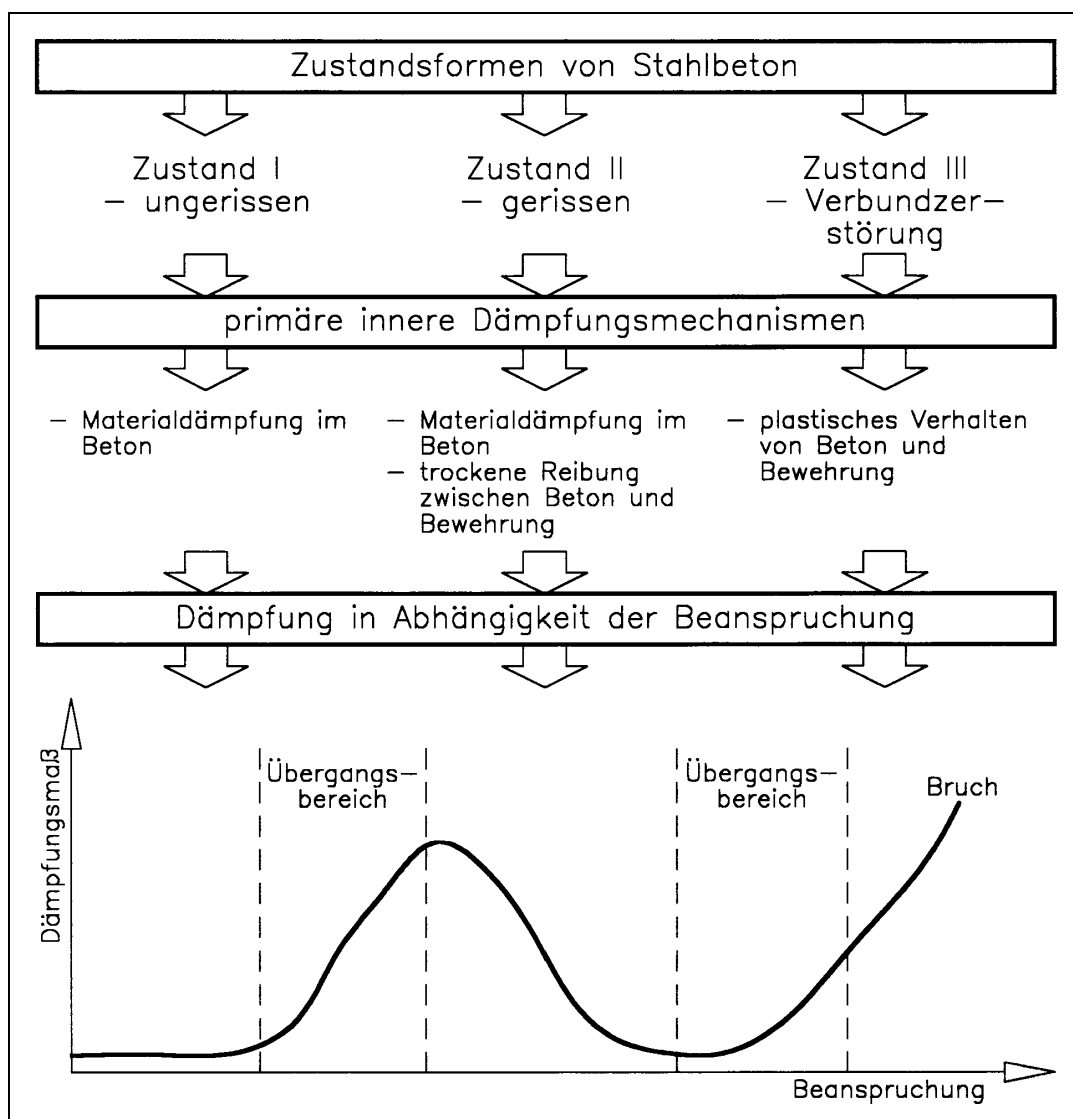 Zustandsformen von Stahlbeton
Zustand I
– ungerissen
Zustand II
– gerissen
Zustand III
– Verbundzer–
störung
primäre innere Dämpfungsmechanismen
– Materialdämpfung im
Beton
– Materialdämpfung im
Beton
– trockene Reibung
zwischen Beton und
Bewehrung
– plastisches Verhalten
von Beton und
Bewehrung
Dämpfung in Abhängigkeit der Beanspruchung
Dämpfungsmaß
Übergangs–
bereich
Übergangs–
bereich
Bruch
Beanspruchung